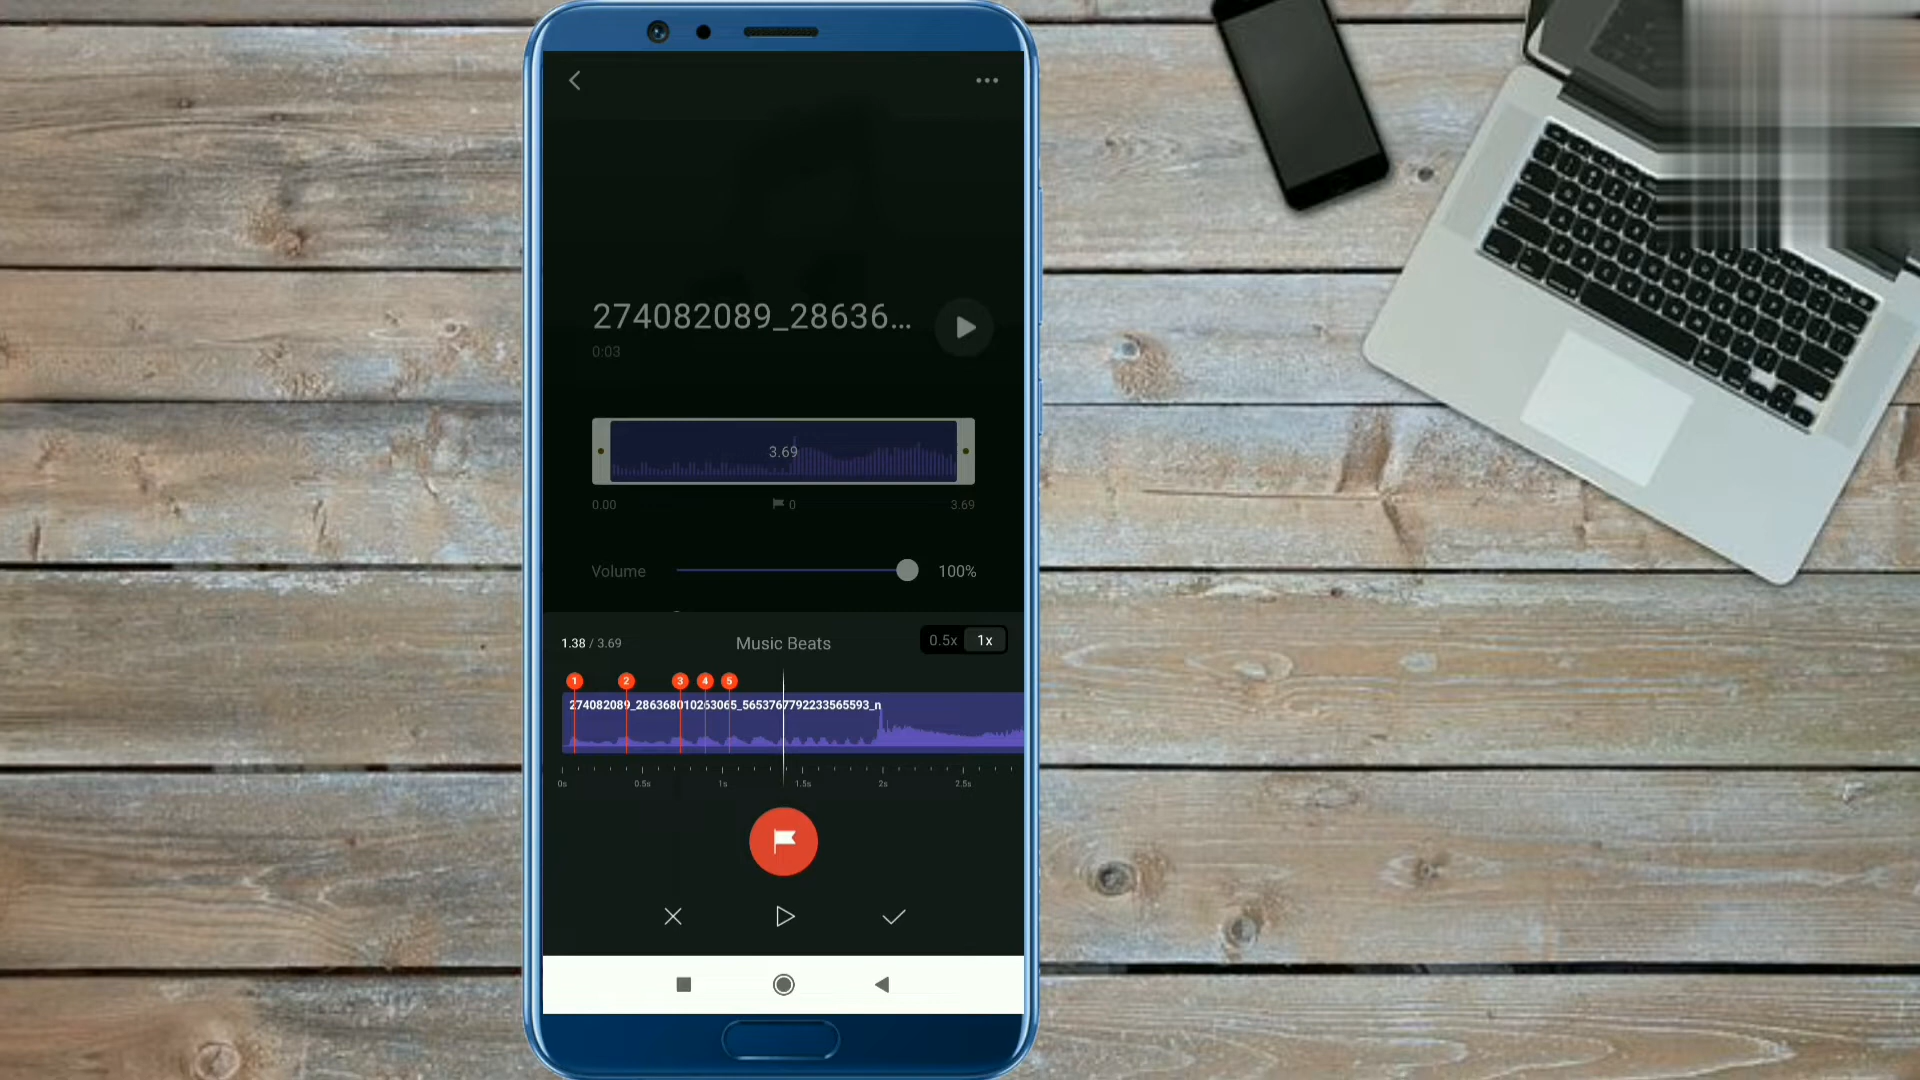 274082089_28636...
0:03
3.69
0.00 0 3.69
Volume 100%
1.38 / 3.69 Music Beats 0.5x 1x
1 2 3 4 5
274082089_286368010263065_5653767792233565593_n
0s 0.5s 1s 1.5s 2s 2.5s